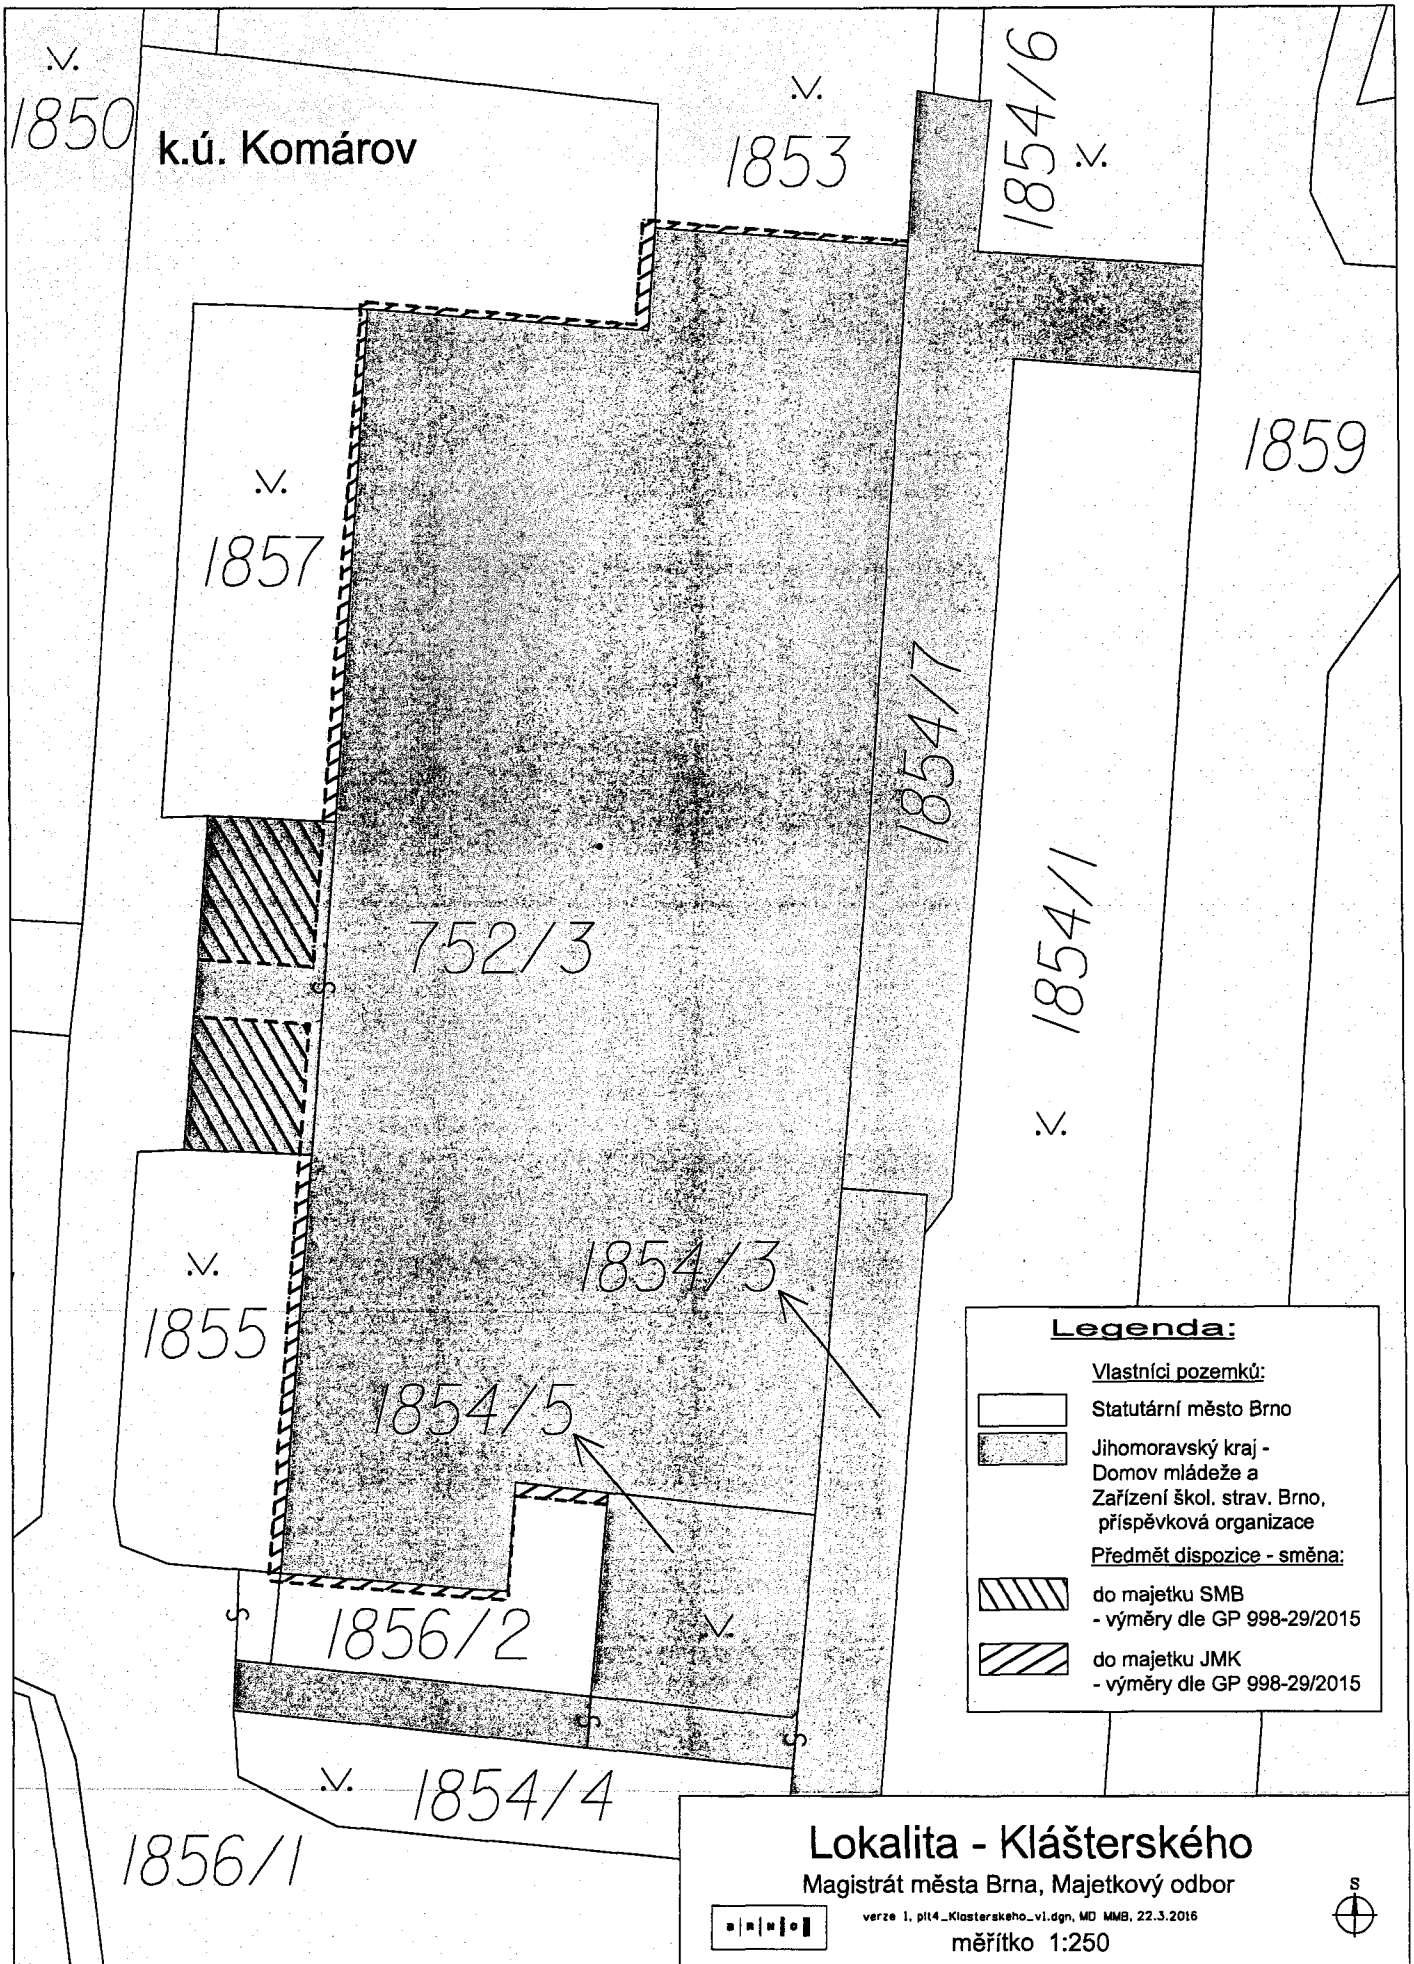 1850
k.ú. Komárov
1853
1854/6
1859
1857
1854/7
1854/1
752/3
1854/3
1855
1854/5
1856/2
1854/4
1856/1
Legenda:
Vlastníci pozemků:
Statutární město Brno
Jihomoravský kraj -
Domov mládeže a
Zařízení škol. strav. Brno,
příspěvková organizace
Předmět dispozice - směna:
do majetku SMB
- výměry dle GP 998-29/2015
do majetku JMK
- výměry dle GP 998-29/2015
Lokalita - Klášterského
Magistrát města Brna, Majetkový odbor
verze 1, plt4_Klasterskeho_v1.dgn, MO MMB, 22.3.2016
měřítko 1:250
B R N O
S